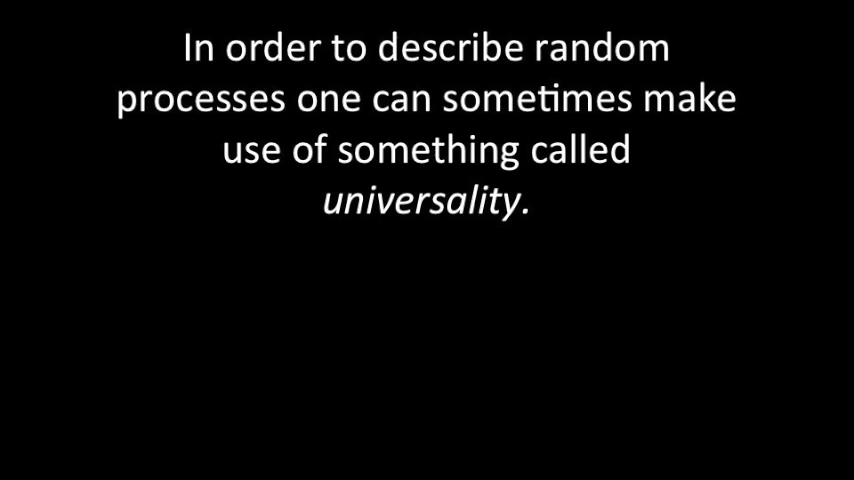 In order to describe random
processes one can sometimes make
use of something called
universality.